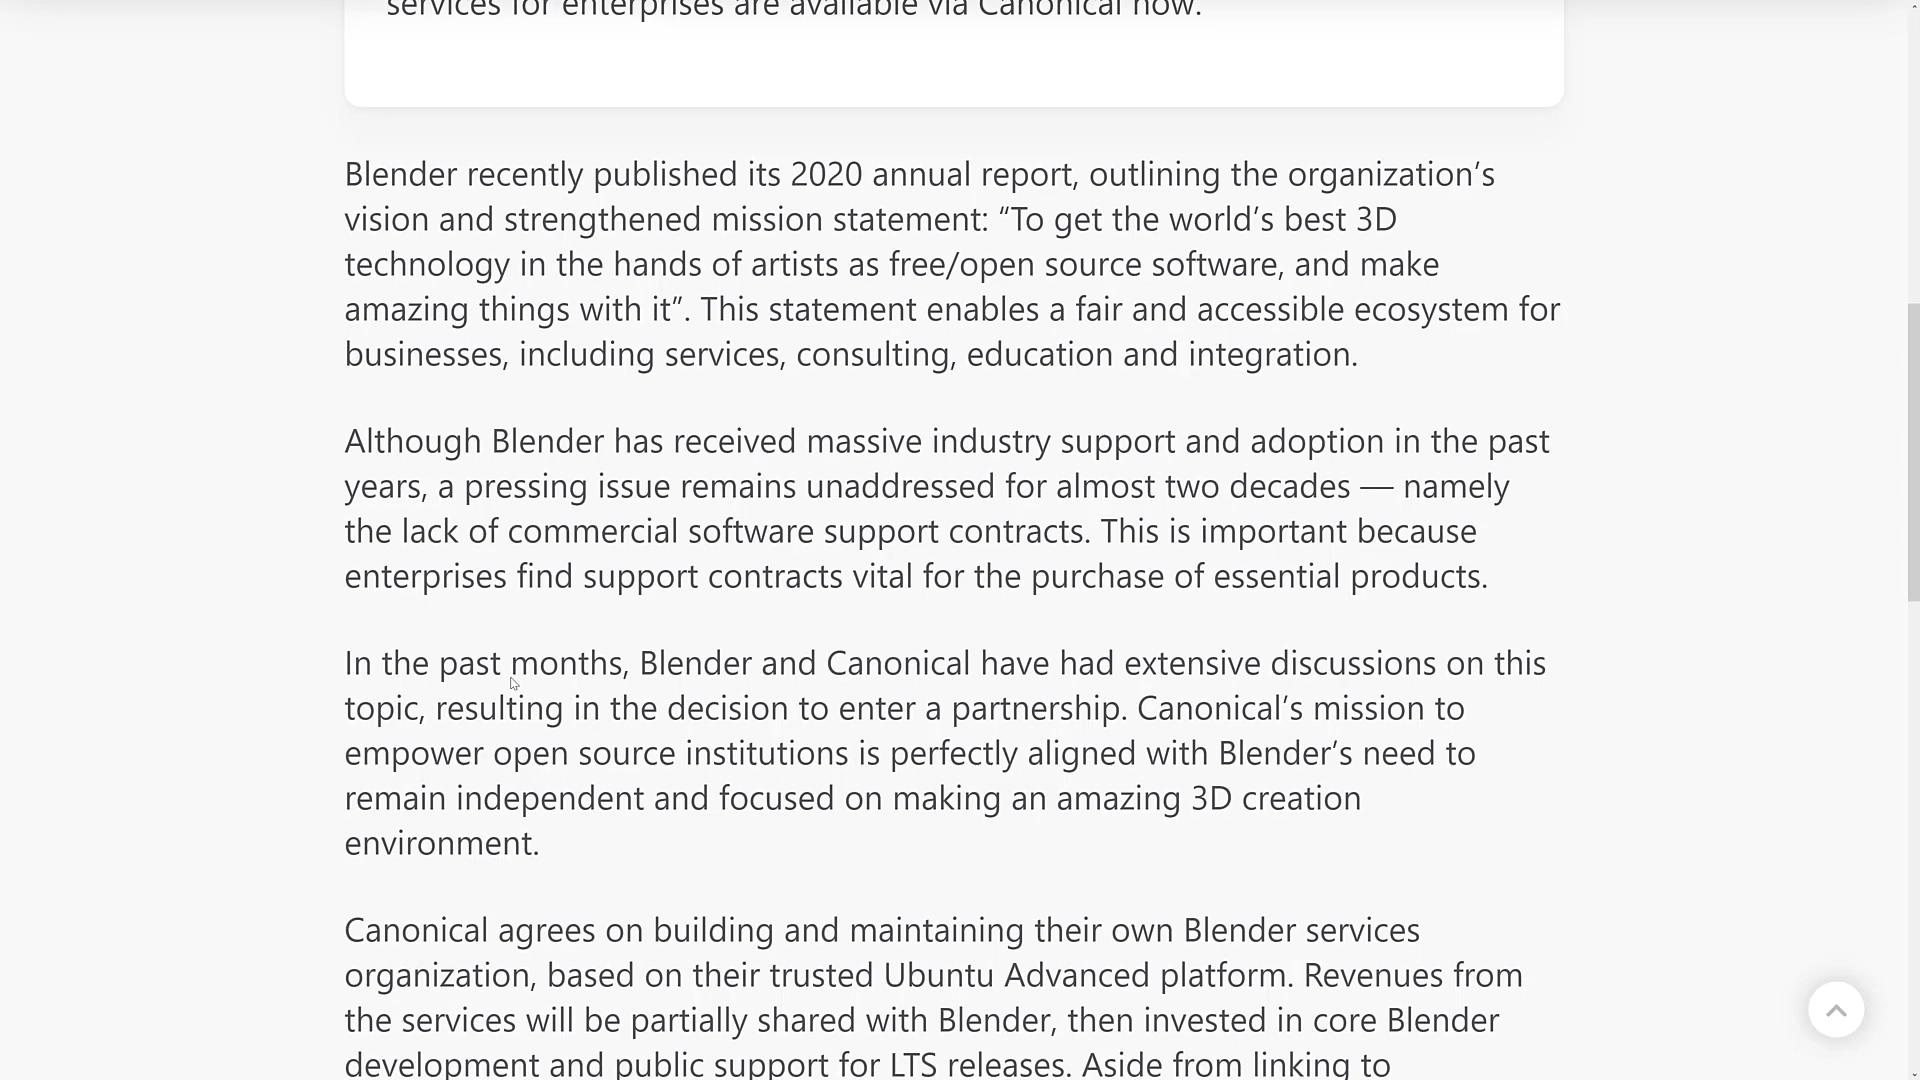 services for enterprises are available via Canonical now.
Blender recently published its 2020 annual report, outlining the organization’s
vision and strengthened mission statement: “To get the world’s best 3D
technology in the hands of artists as free/open source software, and make
amazing things with it”. This statement enables a fair and accessible ecosystem for
businesses, including services, consulting, education and integration.
Although Blender has received massive industry support and adoption in the past
years, a pressing issue remains unaddressed for almost two decades — namely
the lack of commercial software support contracts. This is important because
enterprises find support contracts vital for the purchase of essential products.
In the past months, Blender and Canonical have had extensive discussions on this
topic, resulting in the decision to enter a partnership. Canonical’s mission to
empower open source institutions is perfectly aligned with Blender’s need to
remain independent and focused on making an amazing 3D creation
environment.
Canonical agrees on building and maintaining their own Blender services
organization, based on their trusted Ubuntu Advanced platform. Revenues from
the services will be partially shared with Blender, then invested in core Blender
development and public support for LTS releases. Aside from linking to